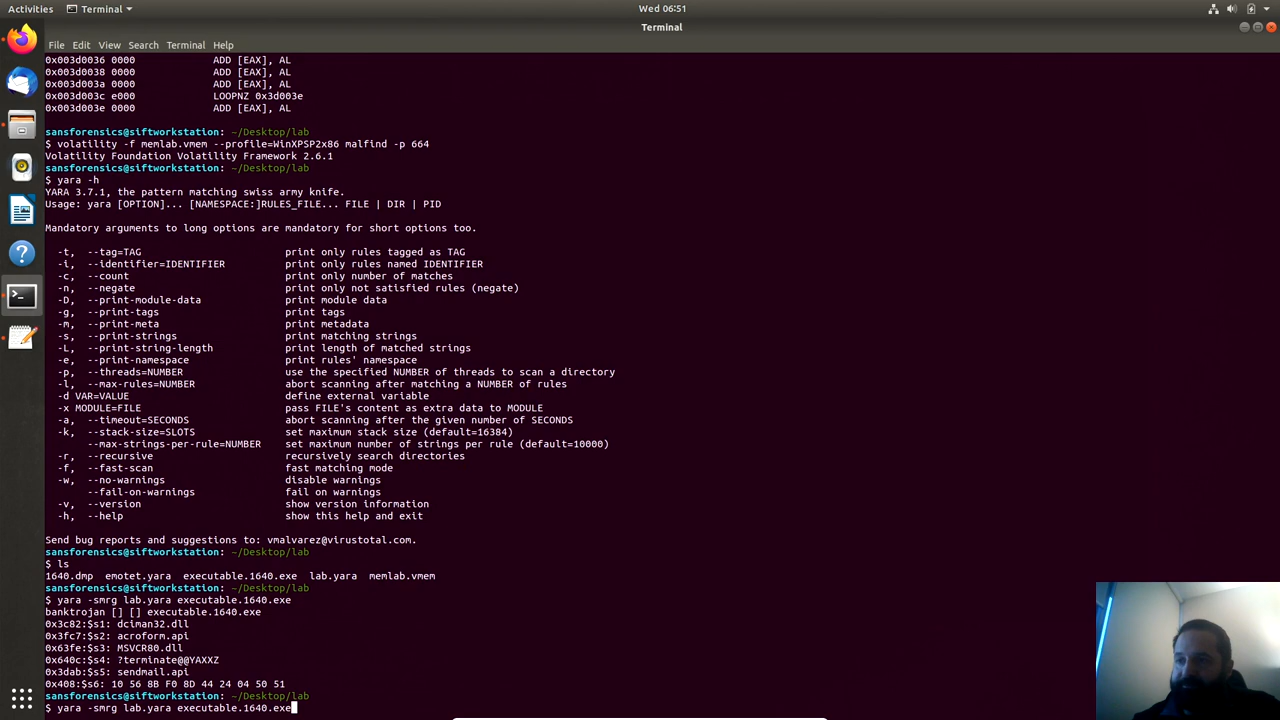 Activities Terminal Wed 06:51
Terminal
File Edit View Search Terminal Help
0x003d0036 0000 ADD [EAX], AL
0x003d0038 0000 ADD [EAX], AL
0x003d003a 0000 ADD [EAX], AL
0x003d003c e000 LOOPNZ 0x3d003e
0x003d003e 0000 ADD [EAX], AL
sansforensics@siftworkstation: ~/Desktop/lab
$ volatility -f memlab.vmem --profile=WinXPSP2x86 malfind -p 664
Volatility Foundation Volatility Framework 2.6.1
sansforensics@siftworkstation: ~/Desktop/lab
$ yara -h
YARA 3.7.1, the pattern matching swiss army knife.
Usage: yara [OPTION]... [NAMESPACE:]RULES_FILE... FILE | DIR | PID
Mandatory arguments to long options are mandatory for short options too.
-t, --tag=TAG print only rules tagged as TAG
-i, --identifier=IDENTIFIER print only rules named IDENTIFIER
-c, --count print only number of matches
-n, --negate print only not satisfied rules (negate)
-D, --print-module-data print module data
-g, --print-tags print tags
-m, --print-meta print metadata
-s, --print-strings print matching strings
-L, --print-string-length print length of matched strings
-e, --print-namespace print rules' namespace
-p, --threads=NUMBER use the specified NUMBER of threads to scan a directory
-l, --max-rules=NUMBER abort scanning after matching a NUMBER of rules
-d VAR=VALUE define external variable
-x MODULE=FILE pass FILE's content as extra data to MODULE
-a, --timeout=SECONDS abort scanning after the given number of SECONDS
-k, --stack-size=SLOTS set maximum stack size (default=16384)
--max-strings-per-rule=NUMBER set maximum number of strings per rule (default=10000)
-r, --recursive recursively search directories
-f, --fast-scan fast matching mode
-w, --no-warnings disable warnings
--fail-on-warnings fail on warnings
-v, --version show version information
-h, --help show this help and exit
Send bug reports and suggestions to: vmalvarez@virustotal.com.
sansforensics@siftworkstation: ~/Desktop/lab
$ ls
1640.dmp emotet.yara executable.1640.exe lab.yara memlab.vmem
sansforensics@siftworkstation: ~/Desktop/lab
$ yara -smrg lab.yara executable.1640.exe
banktrojan [] [] executable.1640.exe
0x3c82:$s1: dciman32.dll
0x3fc7:$s2: acroform.api
0x63fe:$s3: MSVCR80.dll
0x640c:$s4: ?terminate@@YAXXZ
0x3dab:$s5: sendmail.api
0x408:$s6: 10 56 8B F0 8D 44 24 04 50 51
sansforensics@siftworkstation: ~/Desktop/lab
$ yara -smrg lab.yara executable.1640.exe